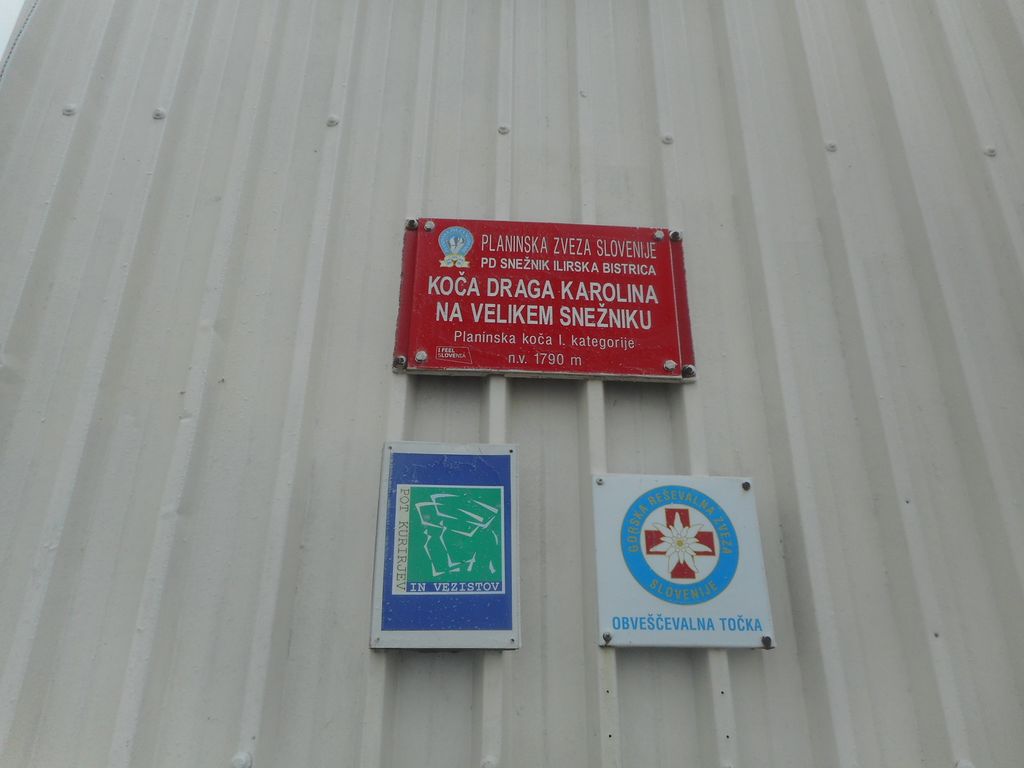 PLANINSKA ZVEZA SLOVENIJE
PD SNEŽNIK ILIRSKA BISTRICA
KOČA DRAGA KAROLINA
NA VELIKEM SNEŽNIKU
Planinska koča I. kategorije
n.v. 1790 m
I FEEL
SLOVENIA
POT KURIRJEV
IN VEZISTOV
GORSKA REŠEVALNA ZVEZA
SLOVENIJE
OBVEŠČEVALNA TOČKA